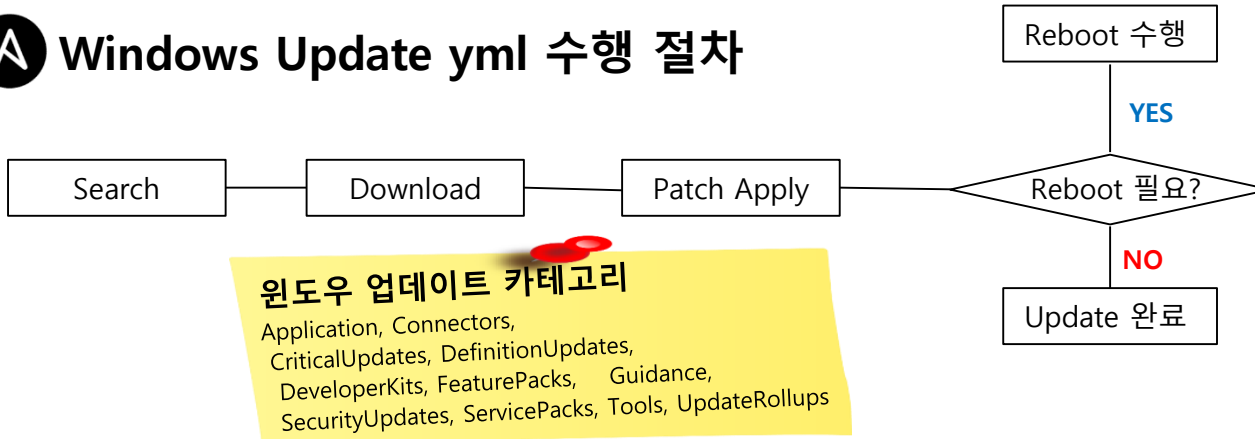 Windows Update yml 수행 절차
Reboot 수행
YES
Search
Download
Patch Apply
Reboot 필요?
NO
Update 완료
윈도우 업데이트 카테고리
Application, Connectors,
CriticalUpdates, DefinitionUpdates,
DeveloperKits, FeaturePacks, Guidance,
SecurityUpdates, ServicePacks, Tools, UpdateRollups